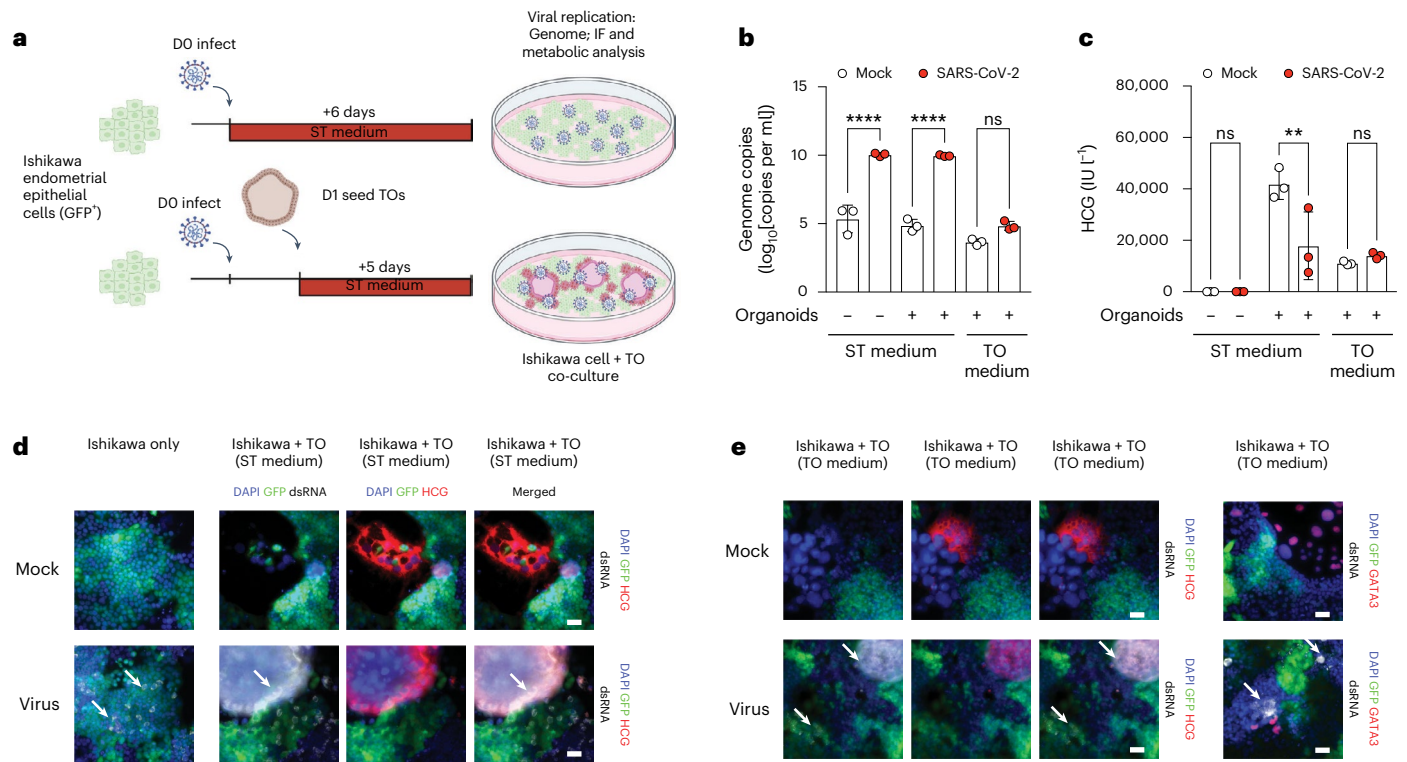 a
D0 infect
Viral replication:
Genome; IF and
metabolic analysis
+6 days
ST medium
Ishikawa
endometrial
epithelial
cells (GFP+)
D1 seed TOs
D0 infect
+5 days
ST medium
Ishikawa cell + TO
co-culture
b
Mock
SARS-CoV-2
Genome copies
(log10[copies per ml])
15
10
5
0
****
****
ns
Organoids
– – + + + +
ST medium
TO
medium
c
Mock
SARS-CoV-2
HCG (IU l–1)
80,000
60,000
40,000
20,000
0
ns
**
ns
Organoids
– – + + + +
ST medium
TO
medium
d
Ishikawa only
Ishikawa + TO
(ST medium)
Ishikawa + TO
(ST medium)
Ishikawa + TO
(ST medium)
DAPI GFP dsRNA
DAPI GFP HCG
Merged
Mock
dsRNA
DAPI GFP HCG
Virus
dsRNA
DAPI GFP HCG
e
Ishikawa + TO
(TO medium)
Ishikawa + TO
(TO medium)
Ishikawa + TO
(TO medium)
Ishikawa + TO
(TO medium)
Mock
dsRNA
DAPI GFP HCG
dsRNA
DAPI GFP GATA3
Virus
dsRNA
DAPI GFP HCG
dsRNA
DAPI GFP GATA3